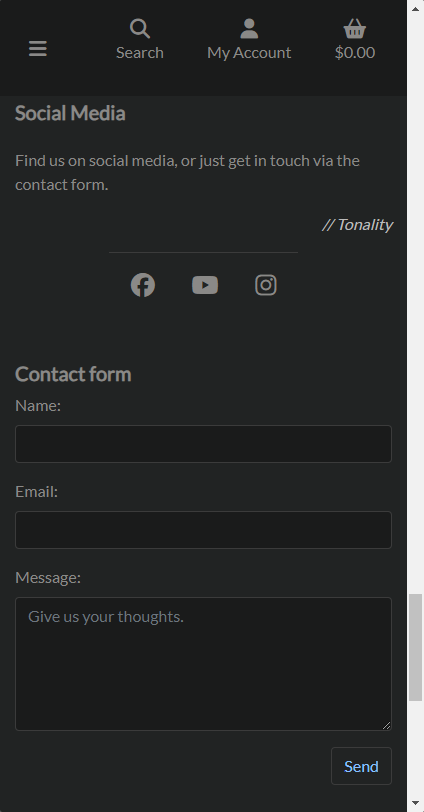 Search
My Account
$0.00
Social Media
Find us on social media, or just get in touch via the
contact form.
// Tonality
Contact form
Name:
Email:
Message:
Give us your thoughts.
Send